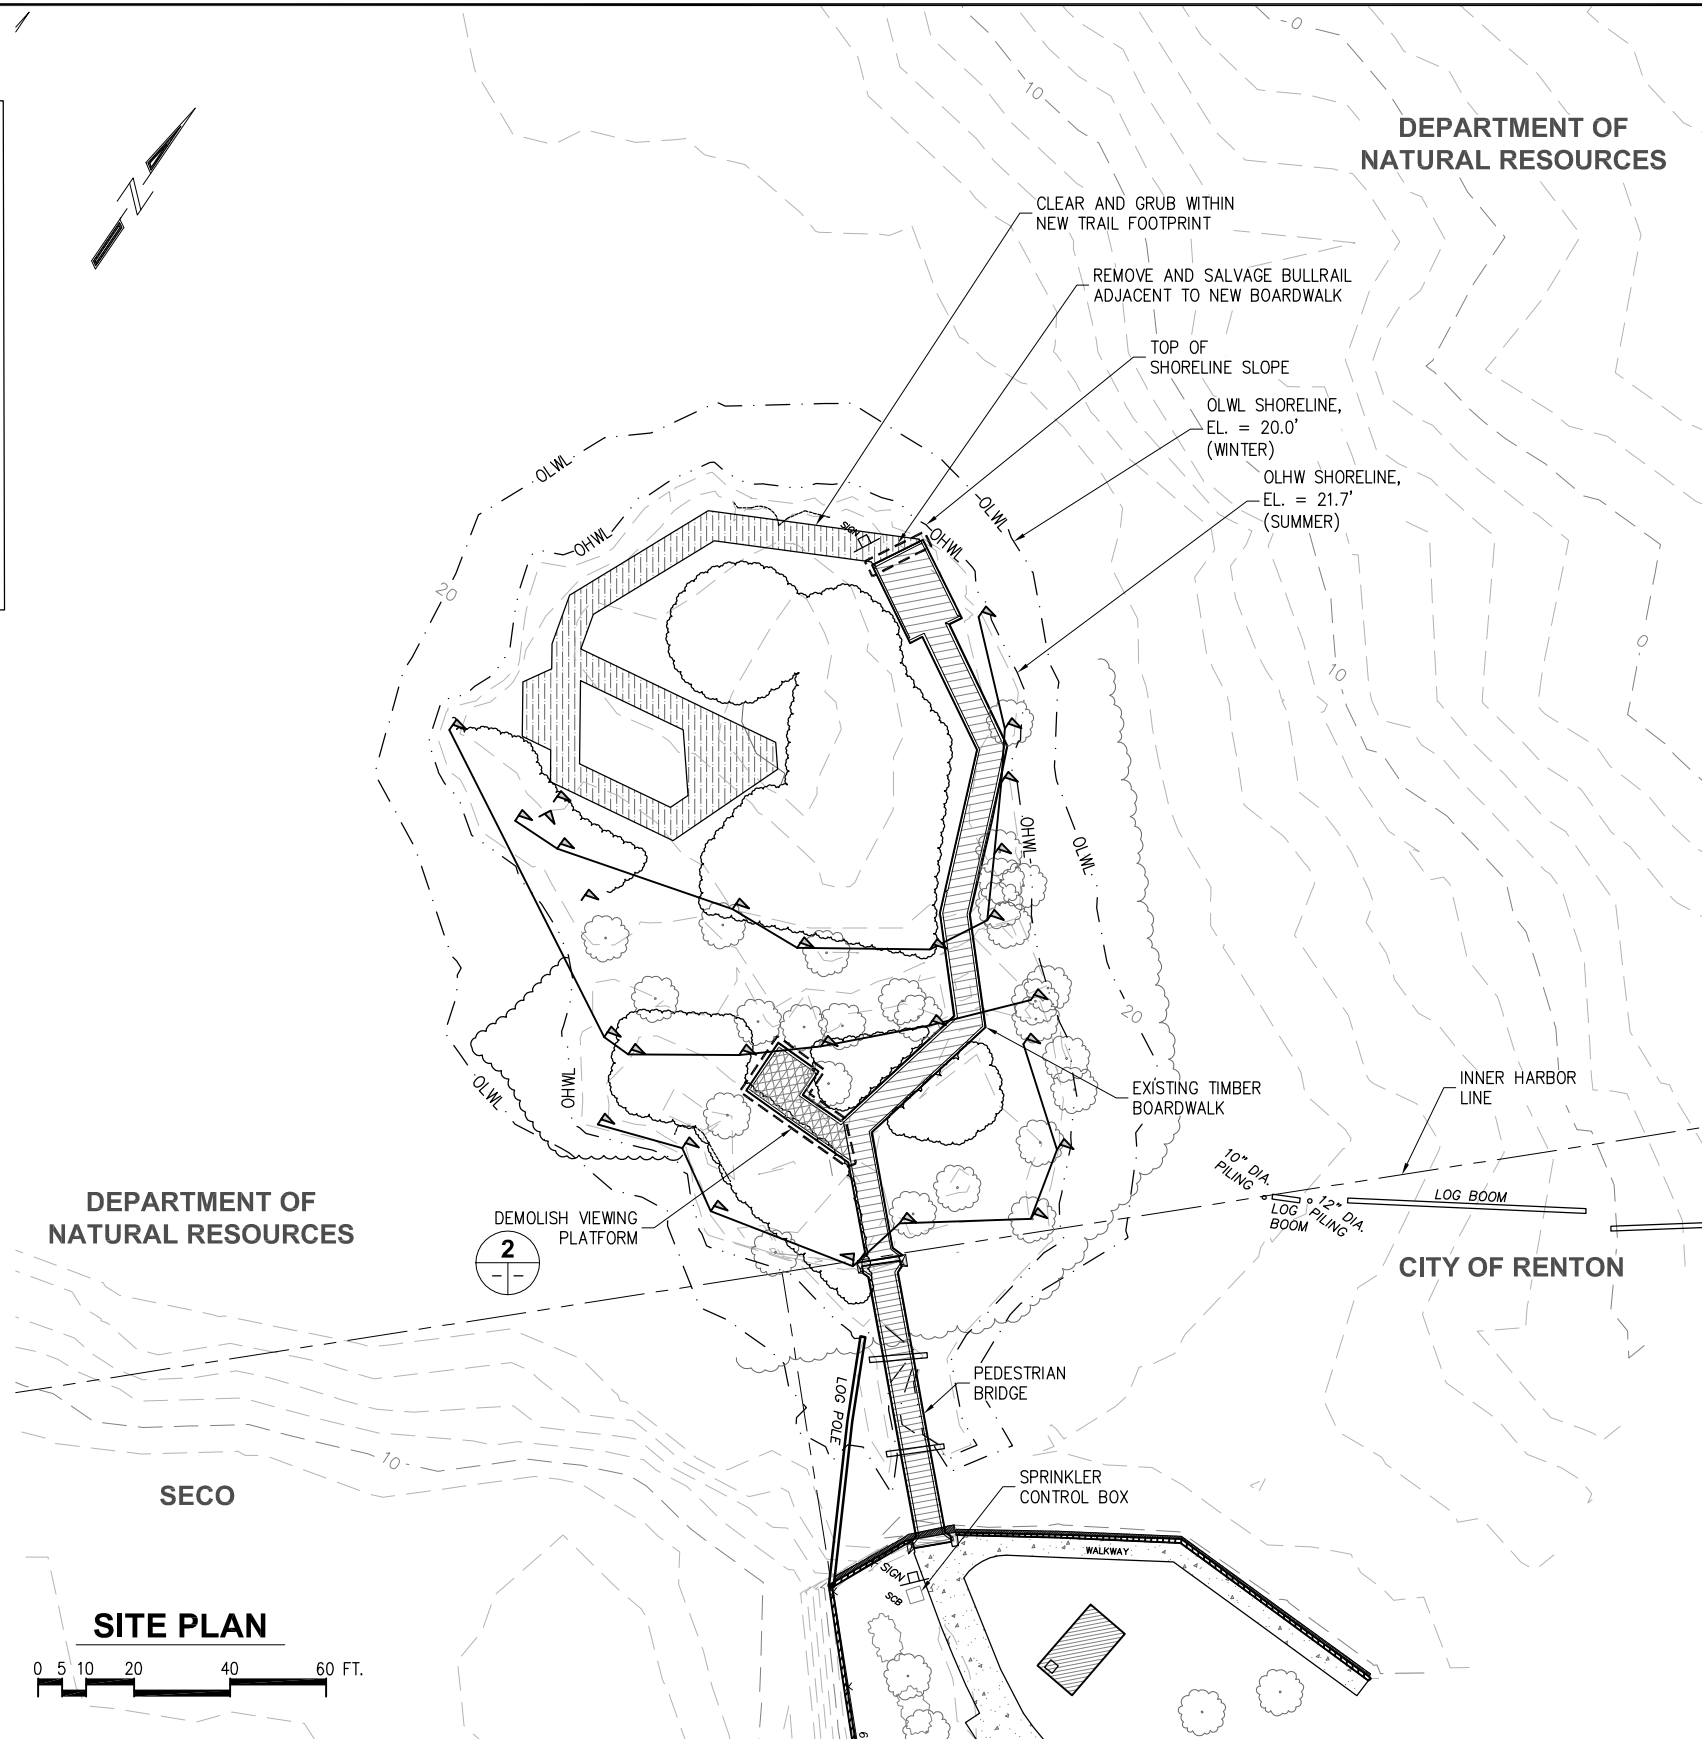 0
10
DEPARTMENT OF
NATURAL RESOURCES
N
CLEAR AND GRUB WITHIN
NEW TRAIL FOOTPRINT
REMOVE AND SALVAGE BULLRAIL
ADJACENT TO NEW BOARDWALK
TOP OF
SHORELINE SLOPE
OLWL SHORELINE,
EL. = 20.0'
(WINTER)
OLHW SHORELINE,
EL. = 21.7'
(SUMMER)
OLWL
OLWL
OHWL
SIGN
OHWL
20
0
10
OHWL
OLWL
20
OLWL
OHWL
EXISTING TIMBER
BOARDWALK
INNER HARBOR
LINE
10" DIA.
PILING
LOG
BOOM
12" DIA.
PILING
LOG BOOM
DEPARTMENT OF
NATURAL RESOURCES
DEMOLISH VIEWING
PLATFORM
2
CITY OF RENTON
PEDESTRIAN
BRIDGE
LOG POLE
10
SECO
SPRINKLER
CONTROL BOX
WALKWAY
SIGN
SCB
SITE PLAN
0 5 10 20 40 60 FT.
6